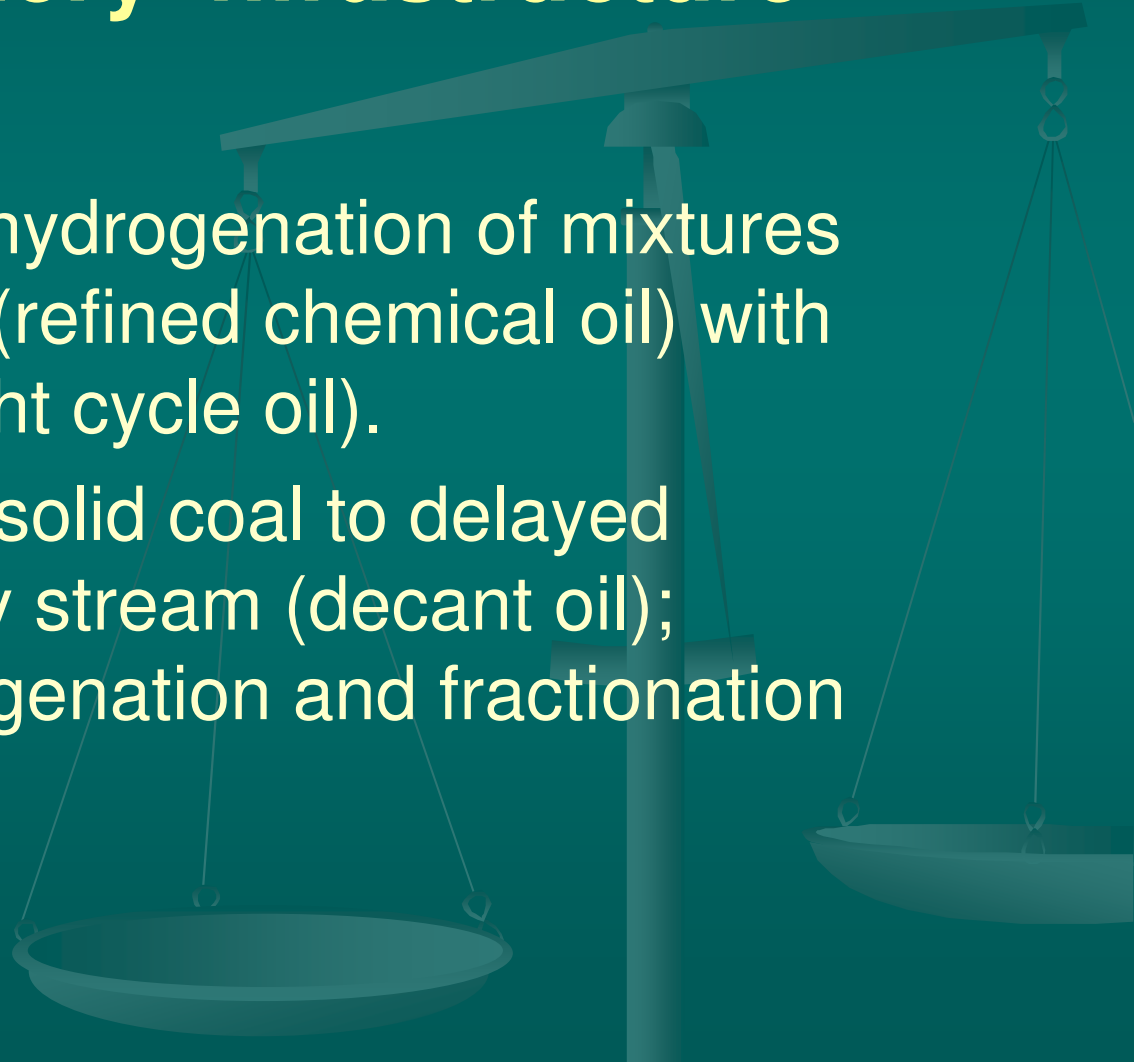 infrastructure
hydrogenation of mixtures
(refined chemical oil) with
ht cycle oil).
solid coal to delayed
y stream (decant oil);
genation and fractionation